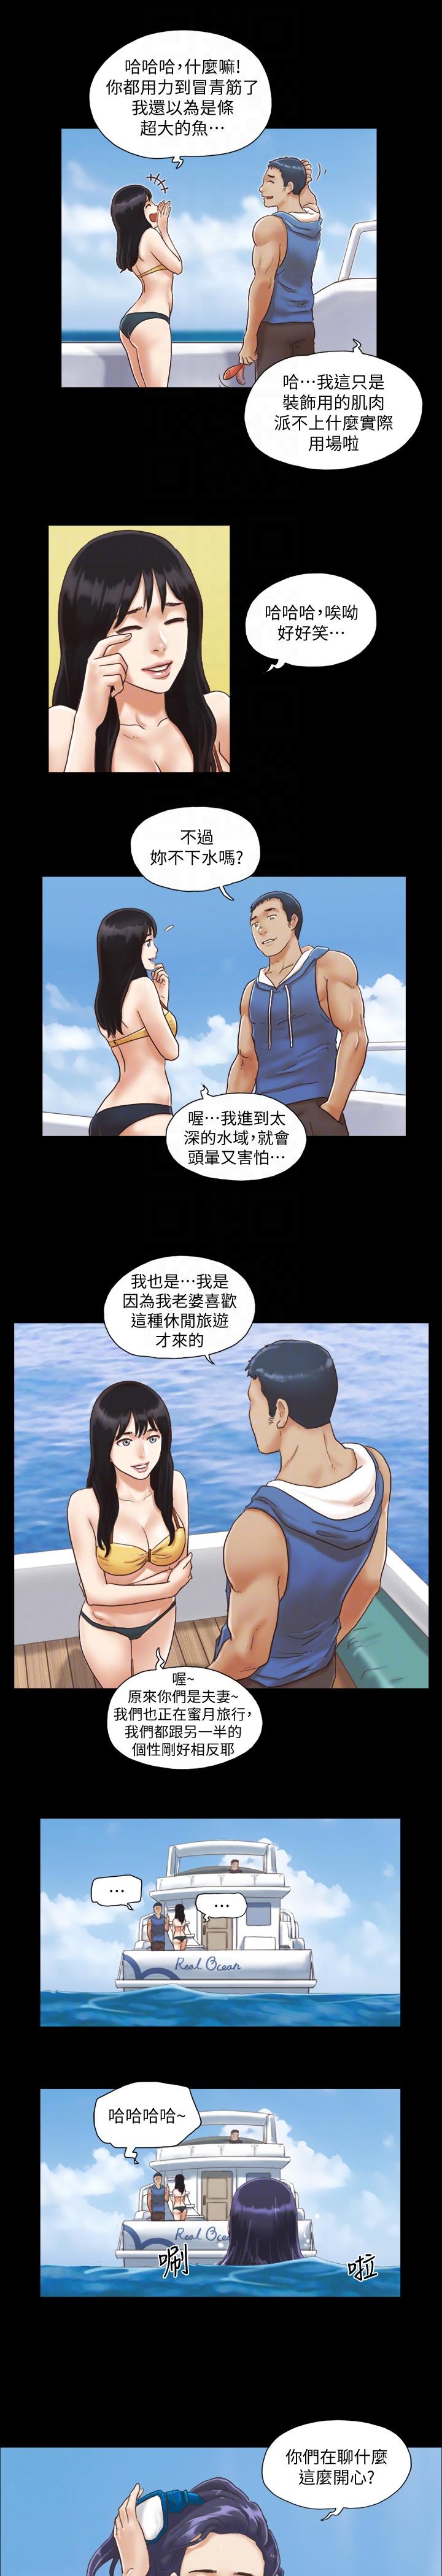 哈哈哈,什麼嘛!
你都用力到冒青筋了
我還以為是條
超大的魚⋯
哈⋯我這只是
裝飾用的肌肉
派不上什麼實際
用場啦
哈哈哈,唉呦
好好笑⋯
不過
妳不下水嗎?
喔⋯我進到太
深的水域,就會
頭暈又害怕⋯
我也是⋯我是
因為我老婆喜歡
這種休閒旅遊
才來的
喔~
原來你們是夫妻~
我們也正在蜜月旅行,
我們都跟另一半的
個性剛好相反耶
⋯
⋯
Real Ocean
哈哈哈哈~
Real Ocea
唰
啦
你們在聊什麼
這麼開心?